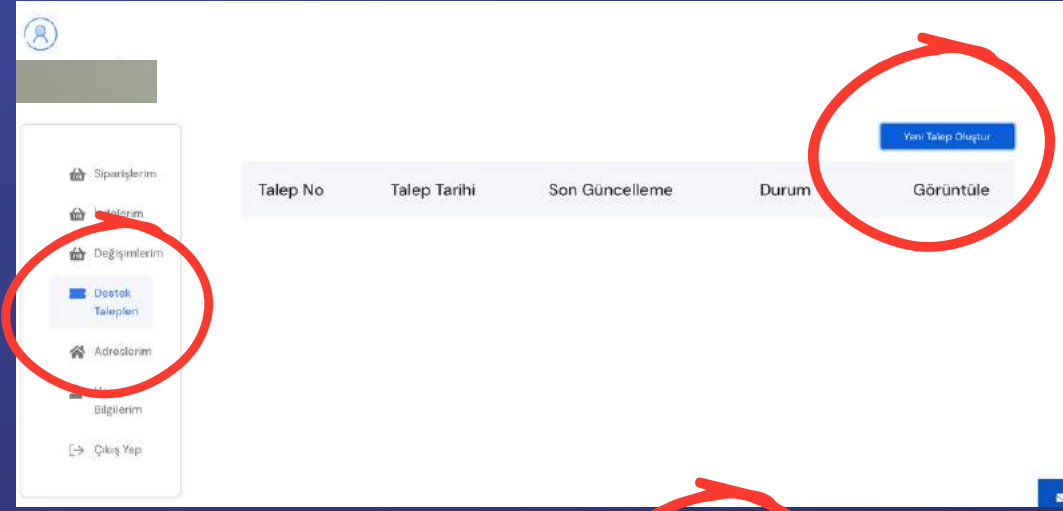 Yeni Talep Oluştur
Talep No Talep Tarihi Son Güncelleme Durum Görüntüle
Siparişlerim
Değişimlerim
Destek
Talepleri
Adreslerim
Bilgilerim
Çıkış Yap